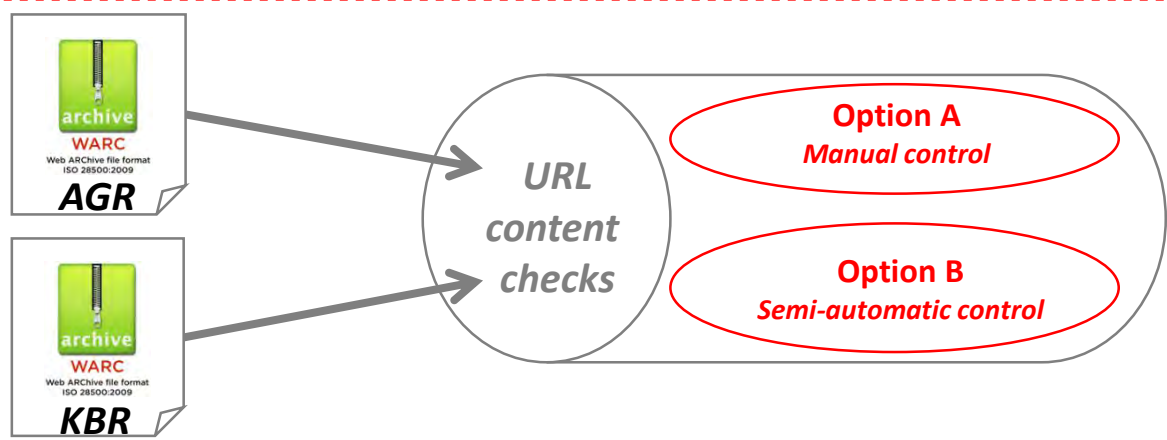 archive
WARC
Web ARChive file format
ISO 28500:2009
AGR
archive
WARC
Web ARChive file format
ISO 28500:2009
KBR
URL
content
checks
Option A
Manual control
Option B
Semi-automatic control